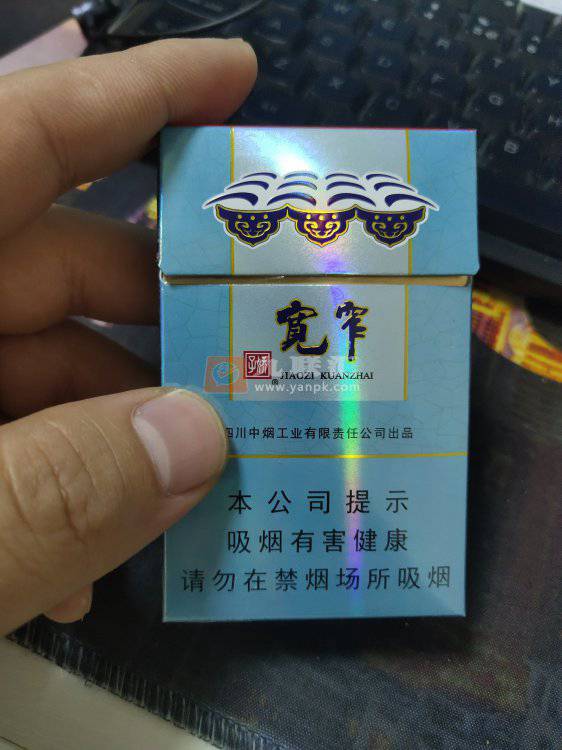 宽窄
娇子
® JIAOZI KUANZHAI
www.yanpk.com
四川中烟工业有限责任公司出品
本公司提示
吸烟有害健康
请勿在禁烟场所吸烟